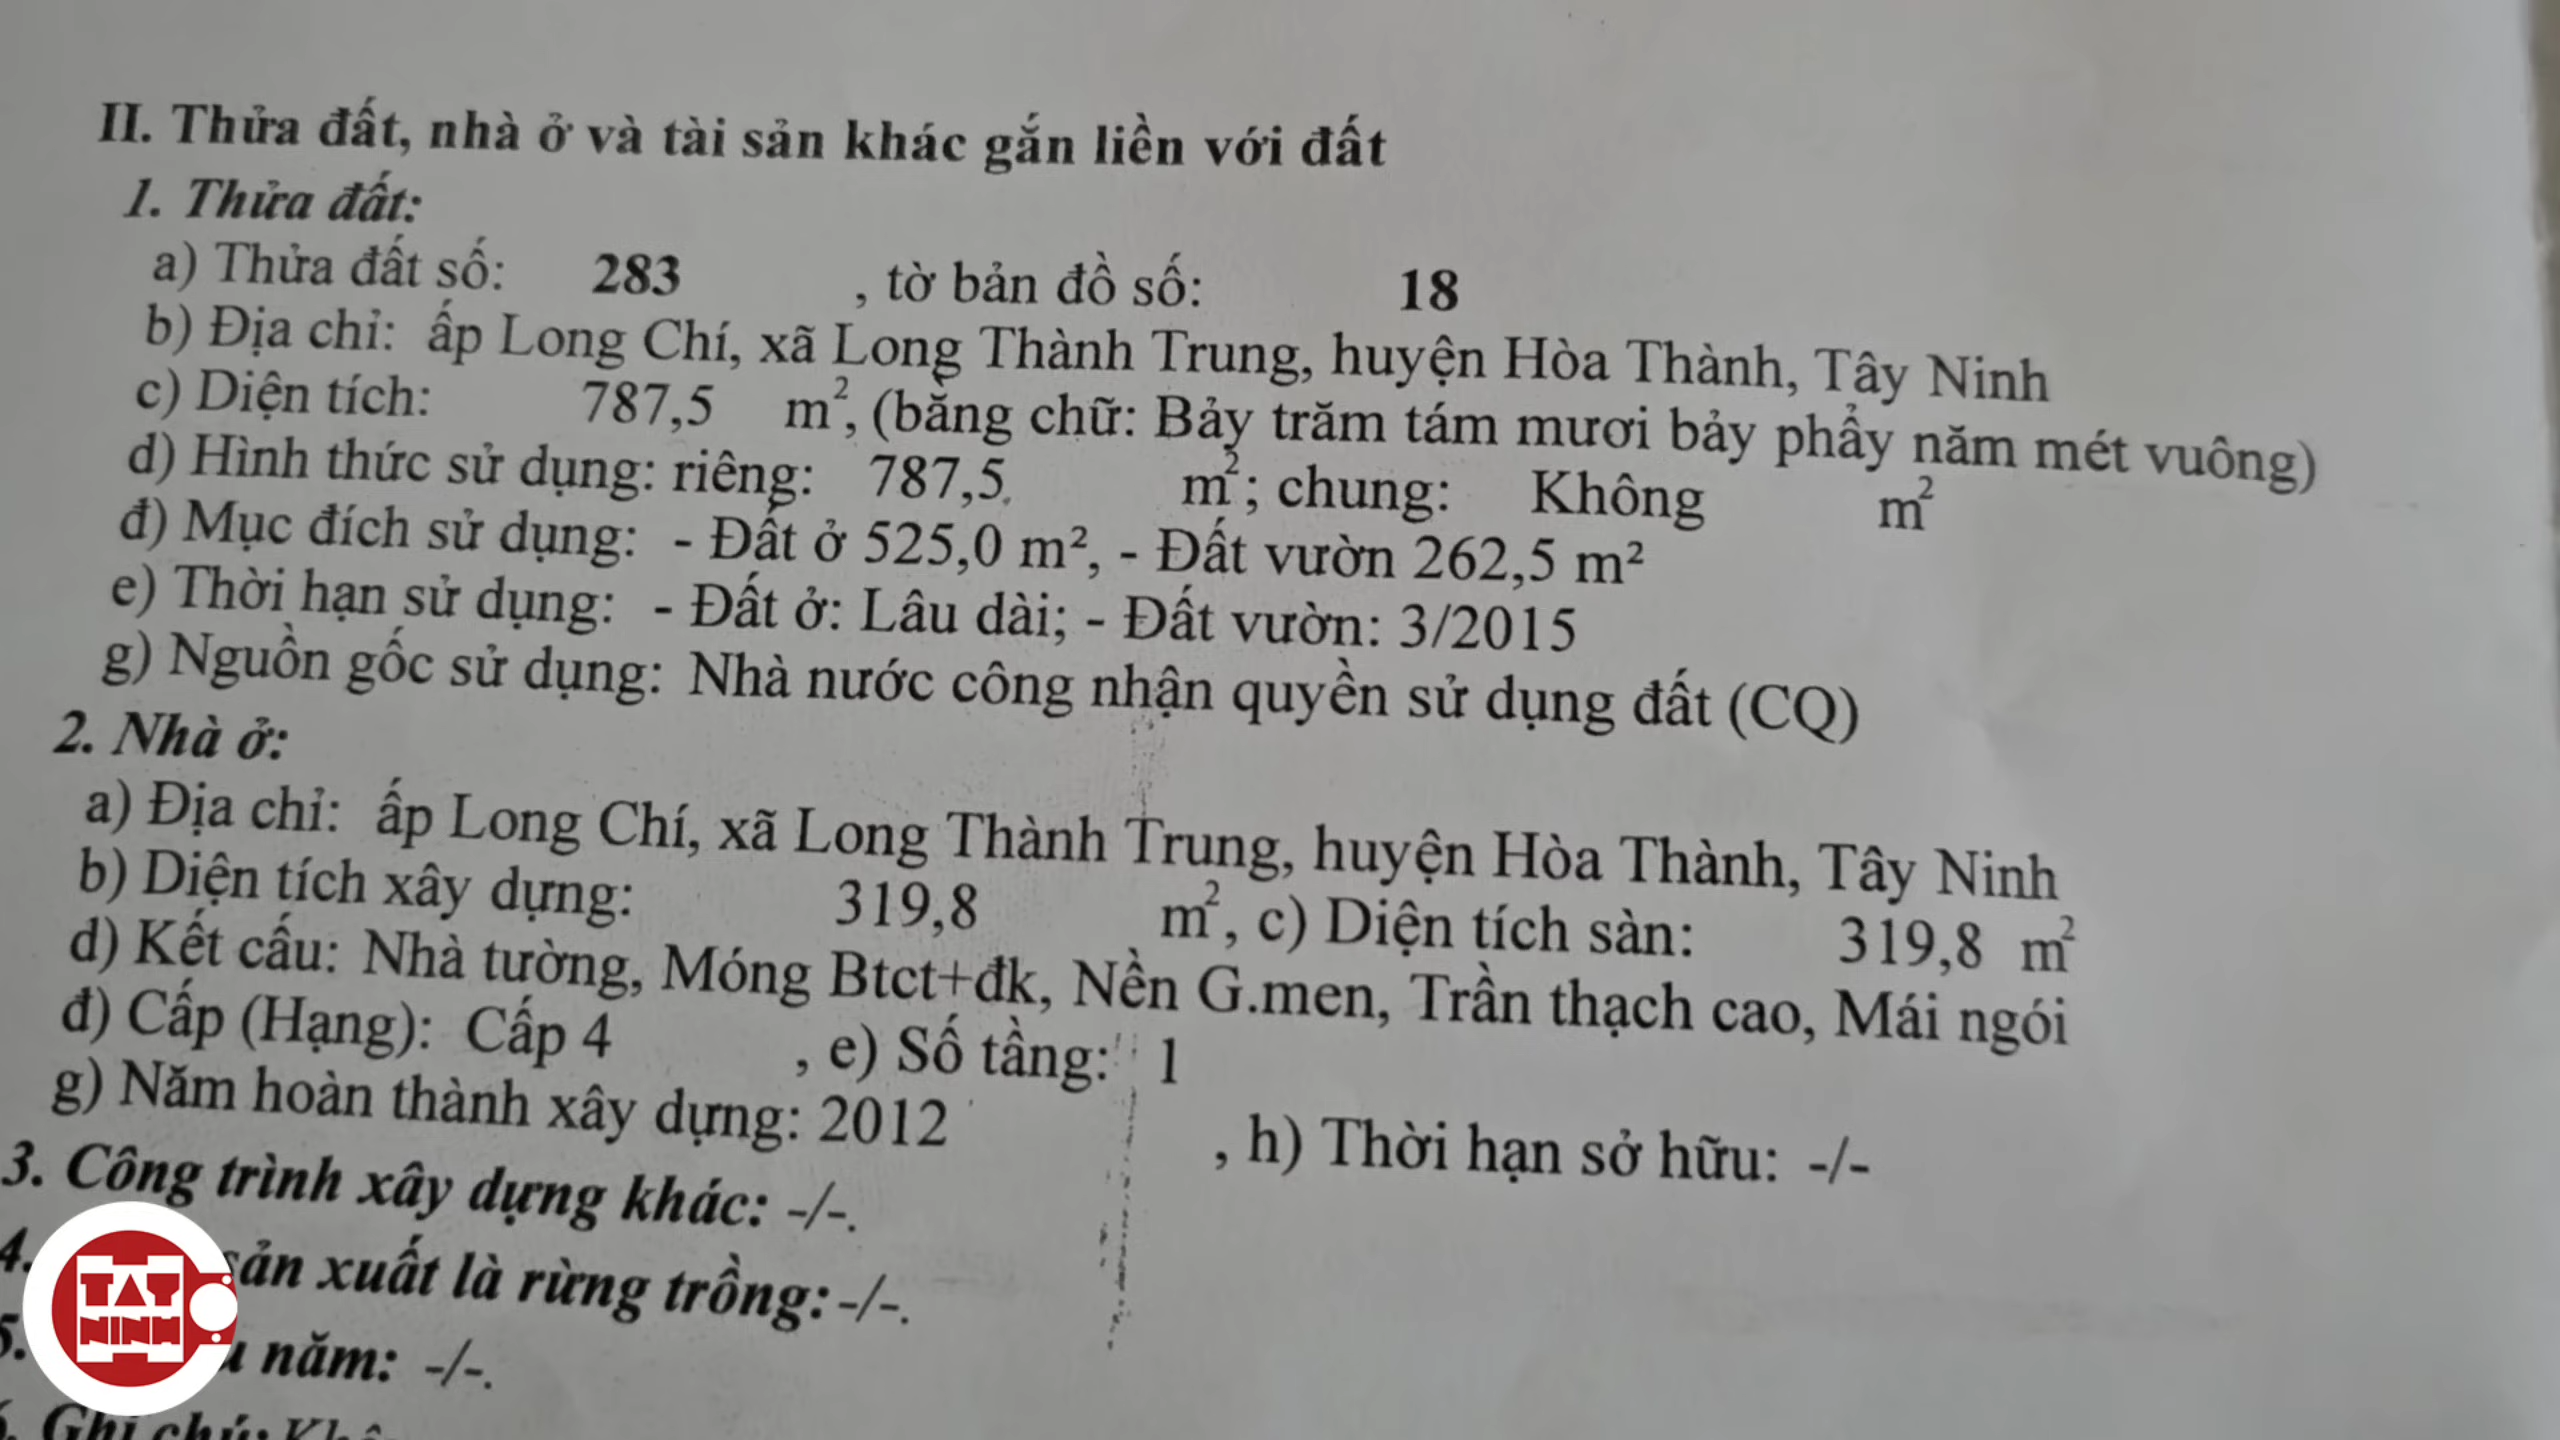 II. Thửa đất, nhà ở và tài sản khác gắn liền với đất
1. Thửa đất:
a) Thửa đất số: 283 , tờ bản đồ số: 18
b) Địa chỉ: ấp Long Chí, xã Long Thành Trung, huyện Hòa Thành, Tây Ninh
c) Diện tích: 787,5 m², (bằng chữ: Bảy trăm tám mươi bảy phẩy năm mét vuông)
d) Hình thức sử dụng: riêng: 787,5 m²; chung: Không m²
đ) Mục đích sử dụng: - Đất ở 525,0 m², - Đất vườn 262,5 m²
e) Thời hạn sử dụng: - Đất ở: Lâu dài; - Đất vườn: 3/2015
g) Nguồn gốc sử dụng: Nhà nước công nhận quyền sử dụng đất (CQ)
2. Nhà ở:
a) Địa chỉ: ấp Long Chí, xã Long Thành Trung, huyện Hòa Thành, Tây Ninh
b) Diện tích xây dựng: 319,8 m², c) Diện tích sàn: 319,8 m²
d) Kết cấu: Nhà tường, Móng Btct+đk, Nền G.men, Trần thạch cao, Mái ngói
đ) Cấp (Hạng): Cấp 4 , e) Số tầng: 1
g) Năm hoàn thành xây dựng: 2012 , h) Thời hạn sở hữu: -/-
3. Công trình xây dựng khác: -/-.
4. sản xuất là rừng trồng: -/-.
5. năm: -/-.
6. Ghi chú:
TAY
NINH